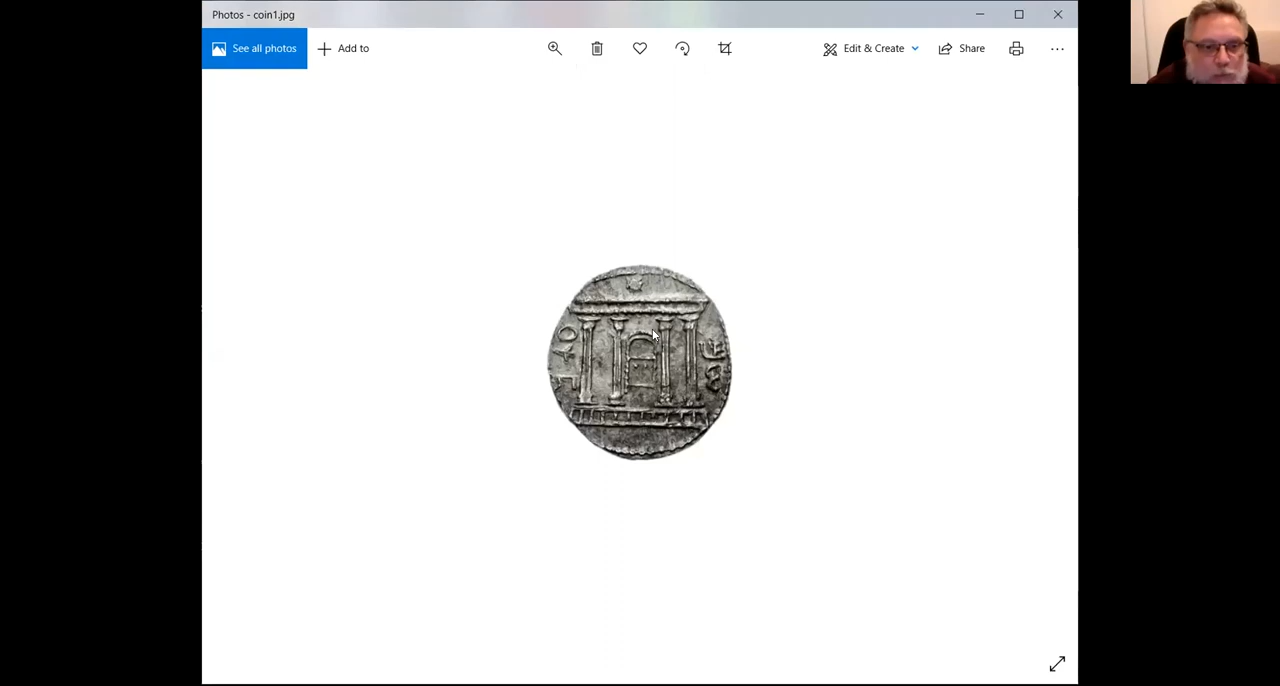 Photos - coin1.jpg
See all photos
Add to
Edit & Create
Share